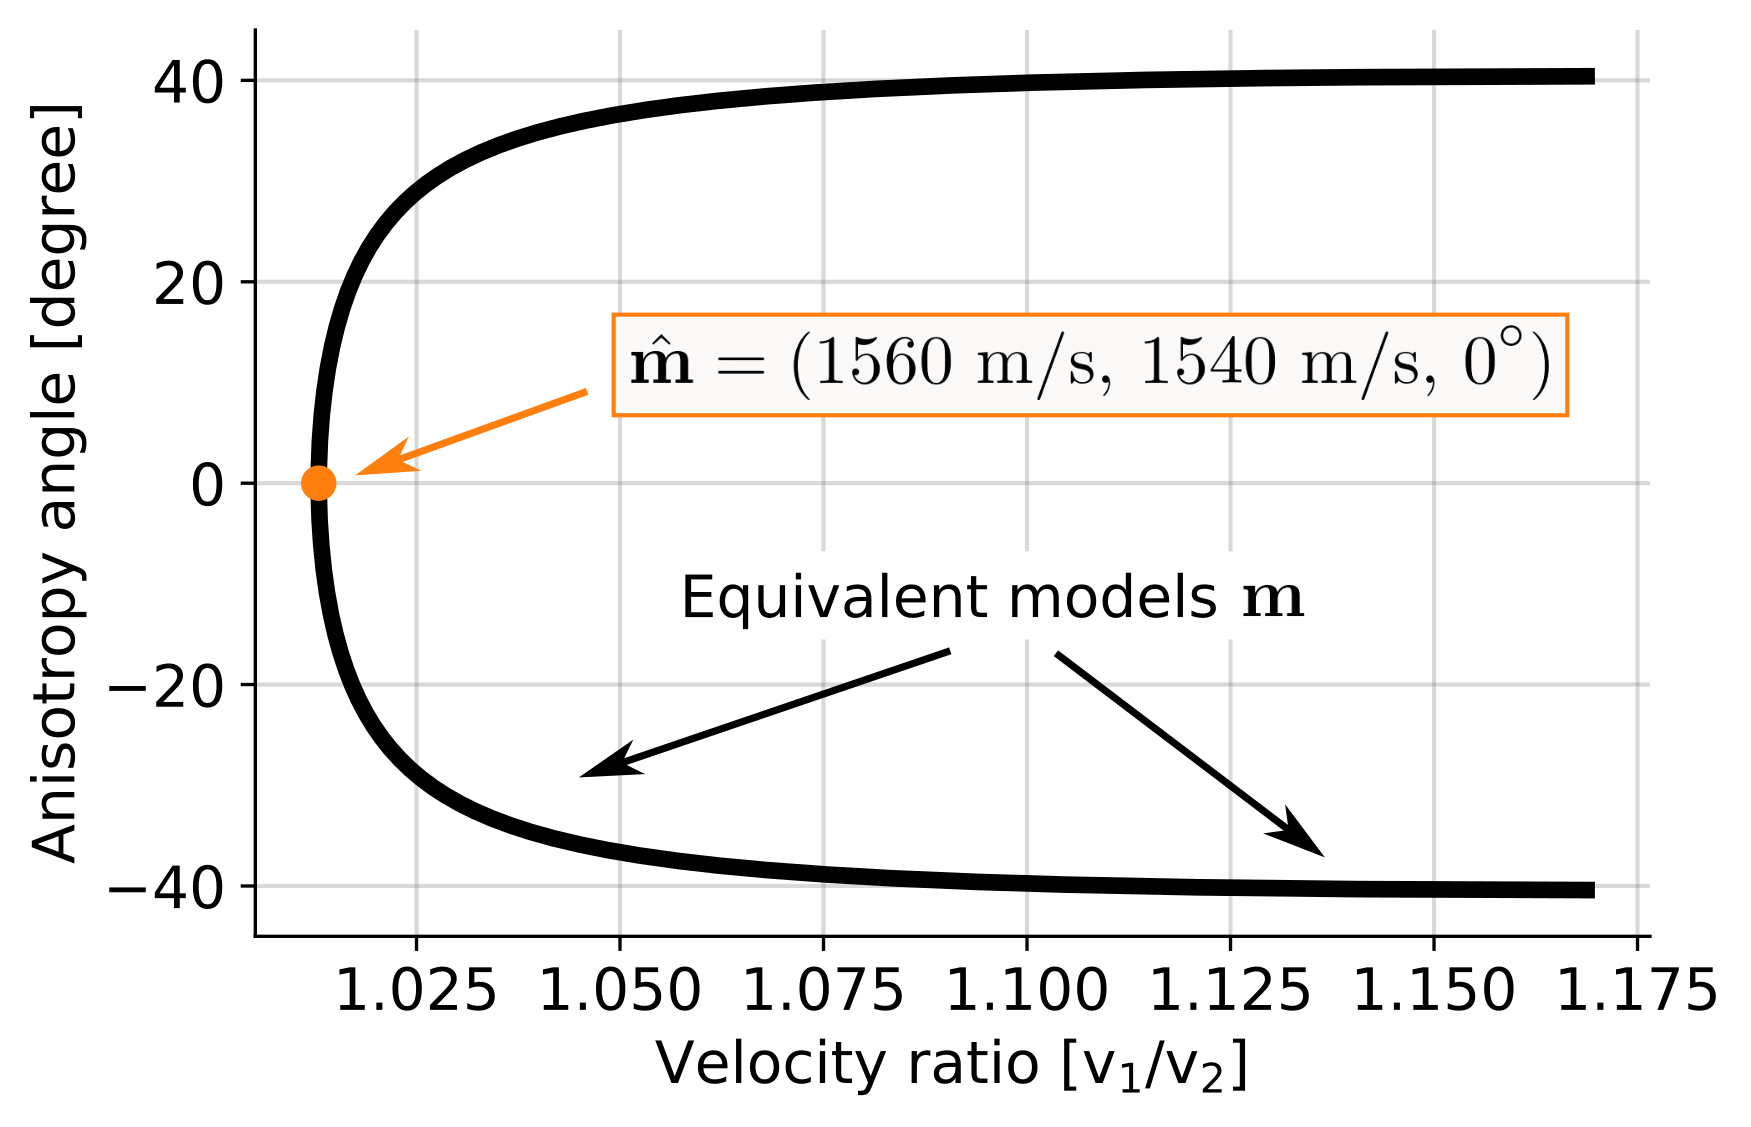 Anisotropy angle [degree]
40
20
0
−20
−40
m̂ = (1560 m/s, 1540 m/s, 0°)
Equivalent models m
1.025 1.050 1.075 1.100 1.125 1.150 1.175
Velocity ratio [v₁/v₂]